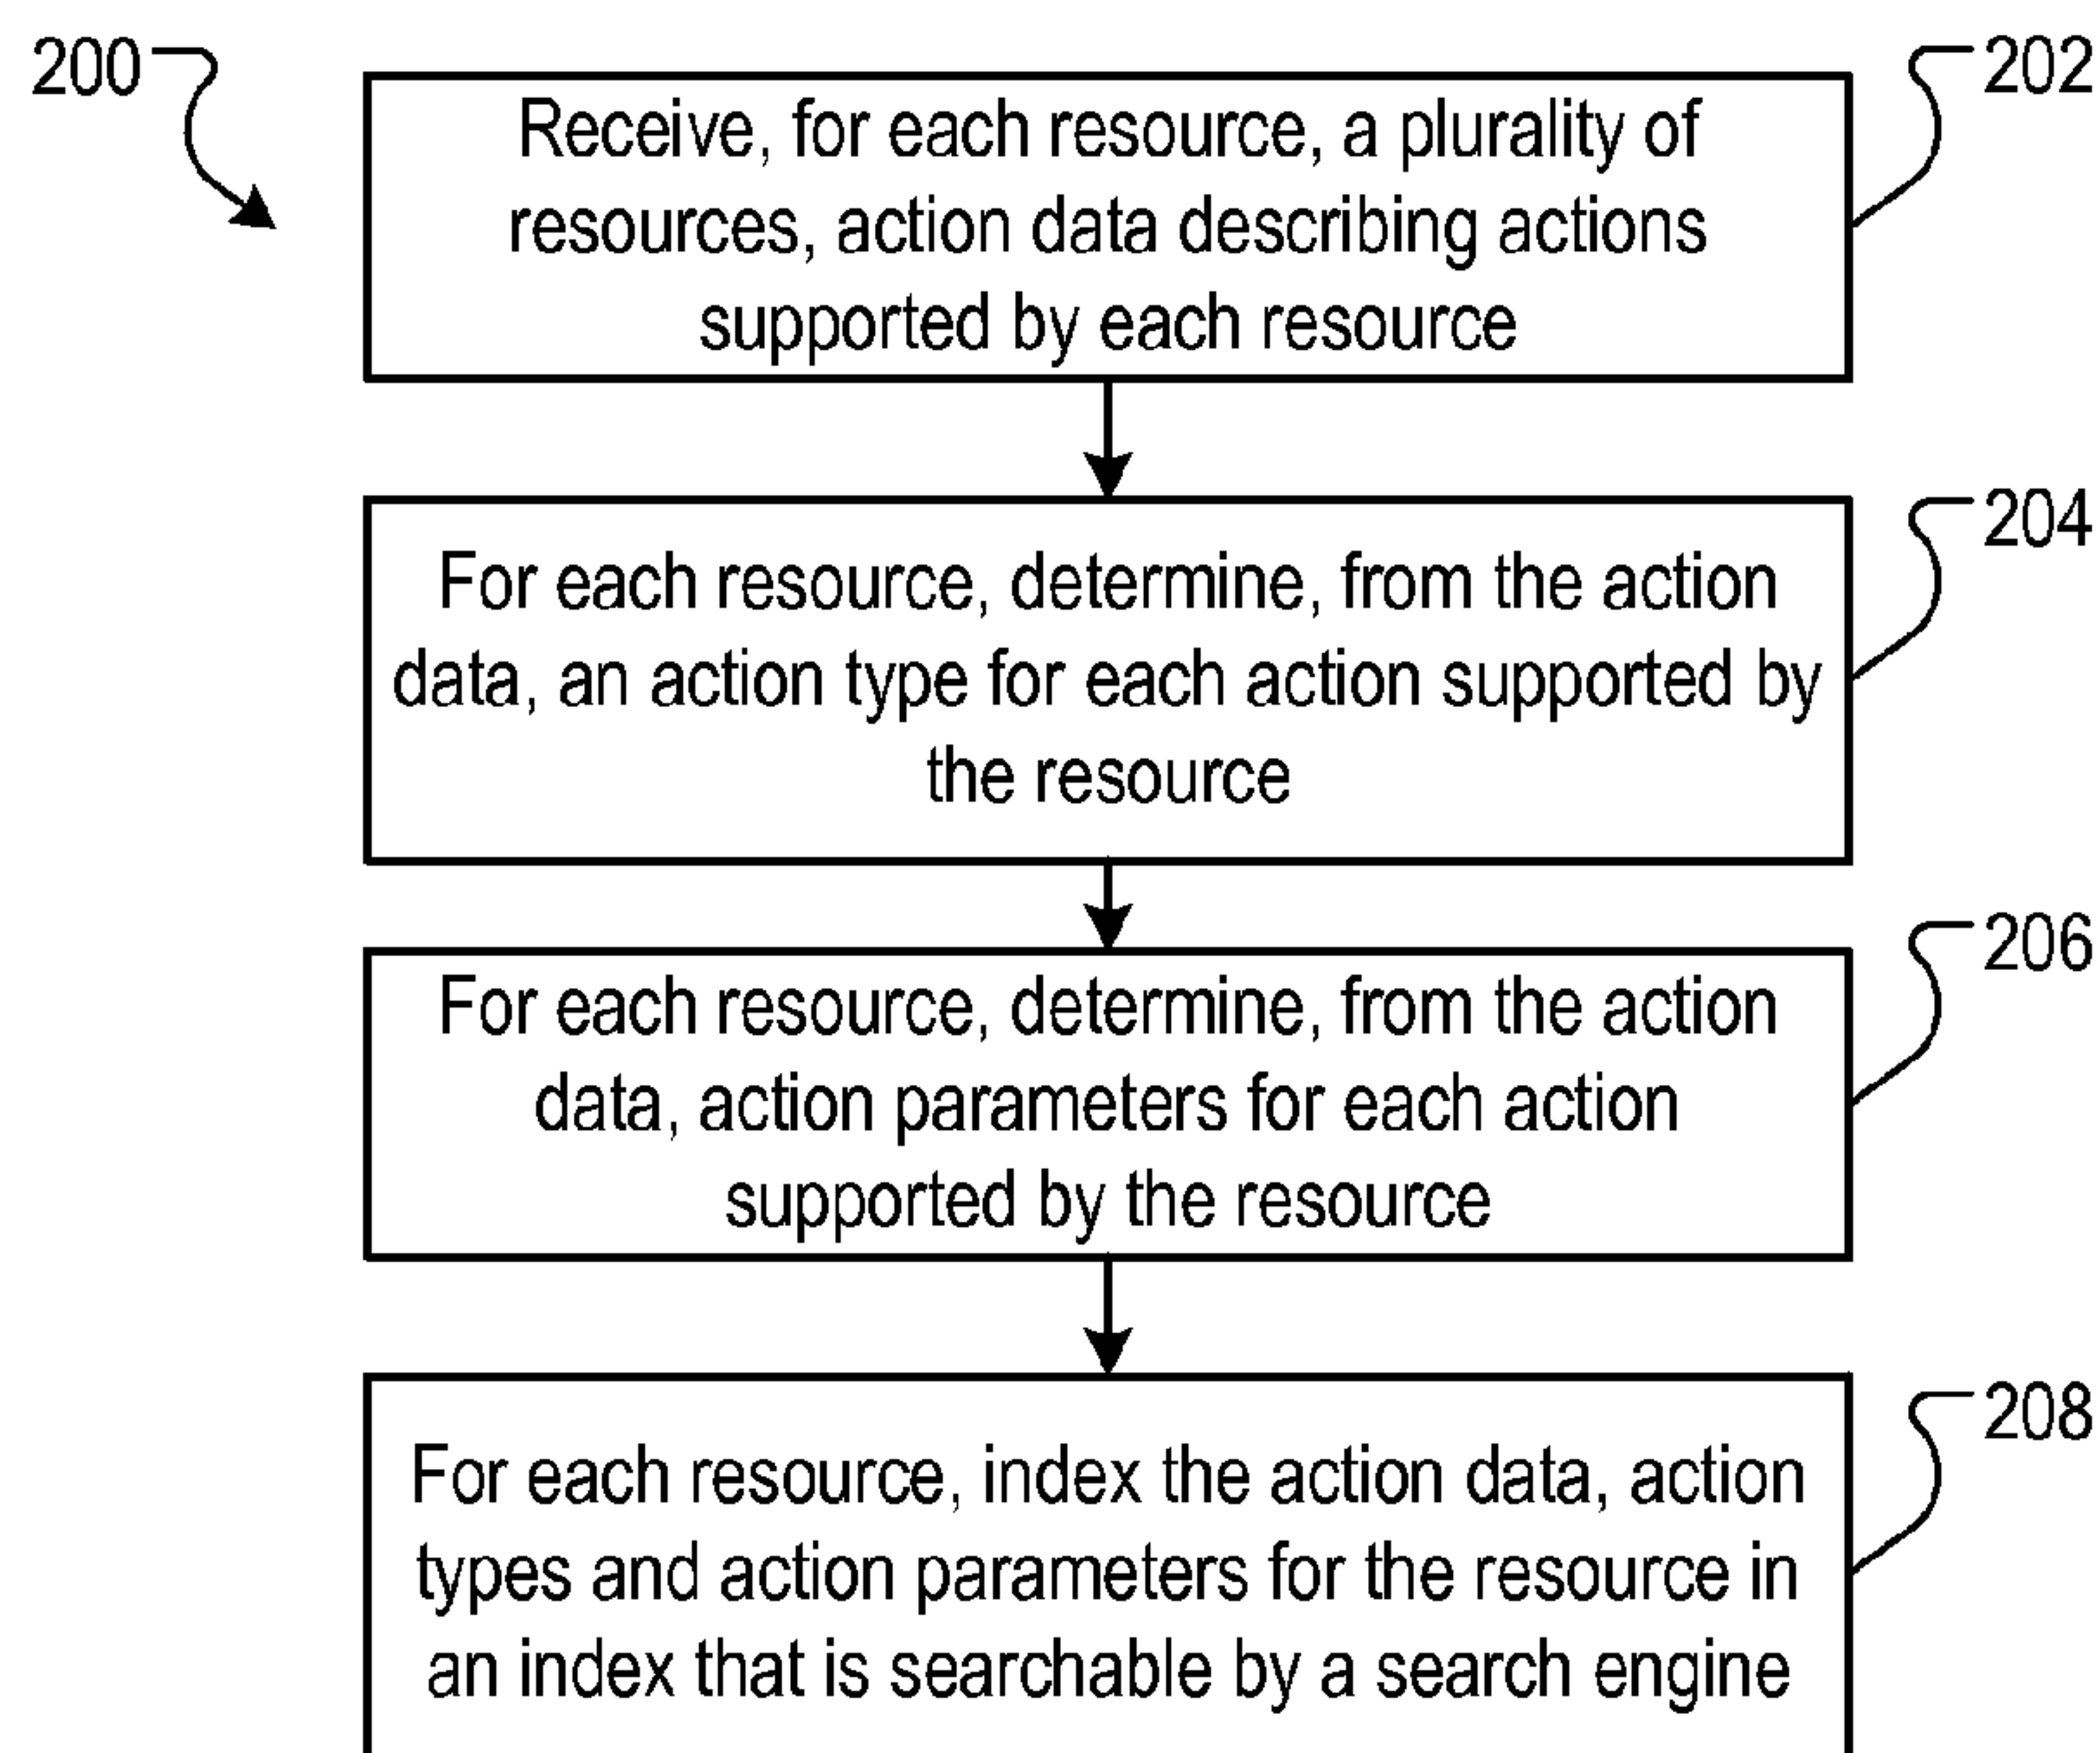 200
202
Receive, for each resource, a plurality of
resources, action data describing actions
supported by each resource
204
For each resource, determine, from the action
data, an action type for each action supported by
the resource
206
For each resource, determine, from the action
data, action parameters for each action
supported by the resource
208
For each resource, index the action data, action
types and action parameters for the resource in
an index that is searchable by a search engine